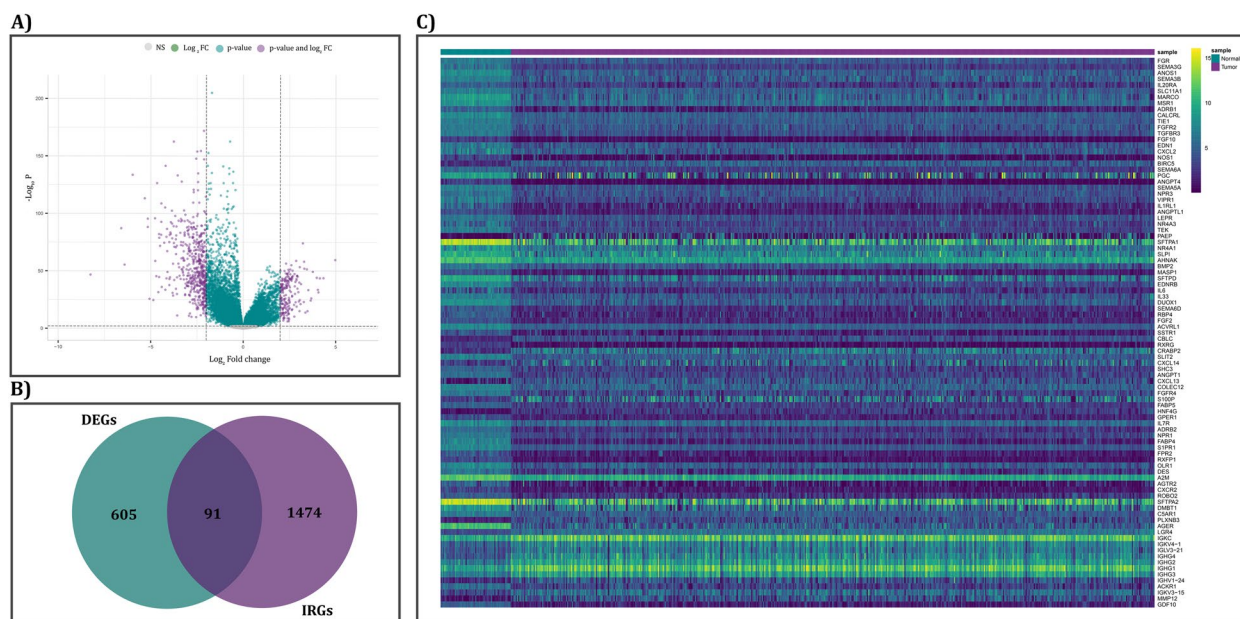 A)
NS Log 2 FC p-value p-value and log2 FC
200
150
100
50
0
-Log10 P
-10 -5 0 5
Log2 Fold change
B)
DEGs
605 91 1474
IRGs
C)
sample
FGR
SEMA3G
ANOS1
SEMA3B
IL20RA
SLC11A1
MARCO
MSR1
ADRB1
CALCRL
TIE1
FGFR2
TGFBR3
FGF10
EDN1
CXCL2
NOS1
BIRC5
SEMA6A
PGC
ANGPT4
SEMA5A
NPR3
VIPR1
IL1RL1
ANGPTL1
LEPR
NR4A3
TEK
PAEP
SFTPA1
NR4A1
SLPI
AHNAK
BMP2
MASP1
SFTPD
EDNRB
IL6
IL33
DUOX1
SEMA6D
RBP4
FGF2
ACVRL1
SSTR1
CBLC
RXRG
CRABP2
SLIT2
CXCL14
SHC3
ANGPT1
CXCL13
COLEC12
FGFR4
S100P
FABP5
HNF4G
GPER1
IL7R
ADRB2
NPR1
FABP4
S1PR1
FPR2
RXFP1
OLR1
DES
A2M
AGTR2
CXCR2
ROBO2
SFTPA2
DMBT1
C5AR1
PLXNB3
AGER
LGR4
IGKC
IGKV4-1
IGLV3-21
IGHG4
IGHG2
IGHG1
IGHG3
IGHV1-24
ACKR1
IGKV3-15
MMP12
GDF10
15
10
5
sample
Normal
Tumor